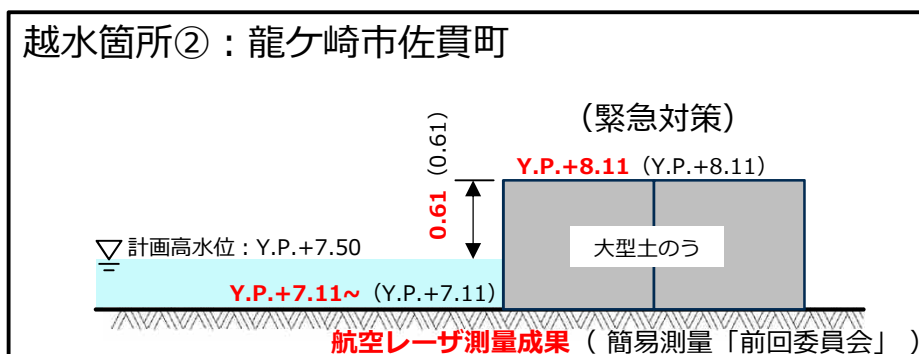 越水箇所②：龍ケ崎市佐貫町
（緊急対策）
0.61（0.61）
Y.P.+8.11（Y.P.+8.11）
計画高水位：Y.P.+7.50
大型土のう
Y.P.+7.11~（Y.P.+7.11）
航空レーザ測量成果（ 簡易測量「前回委員会」 ）